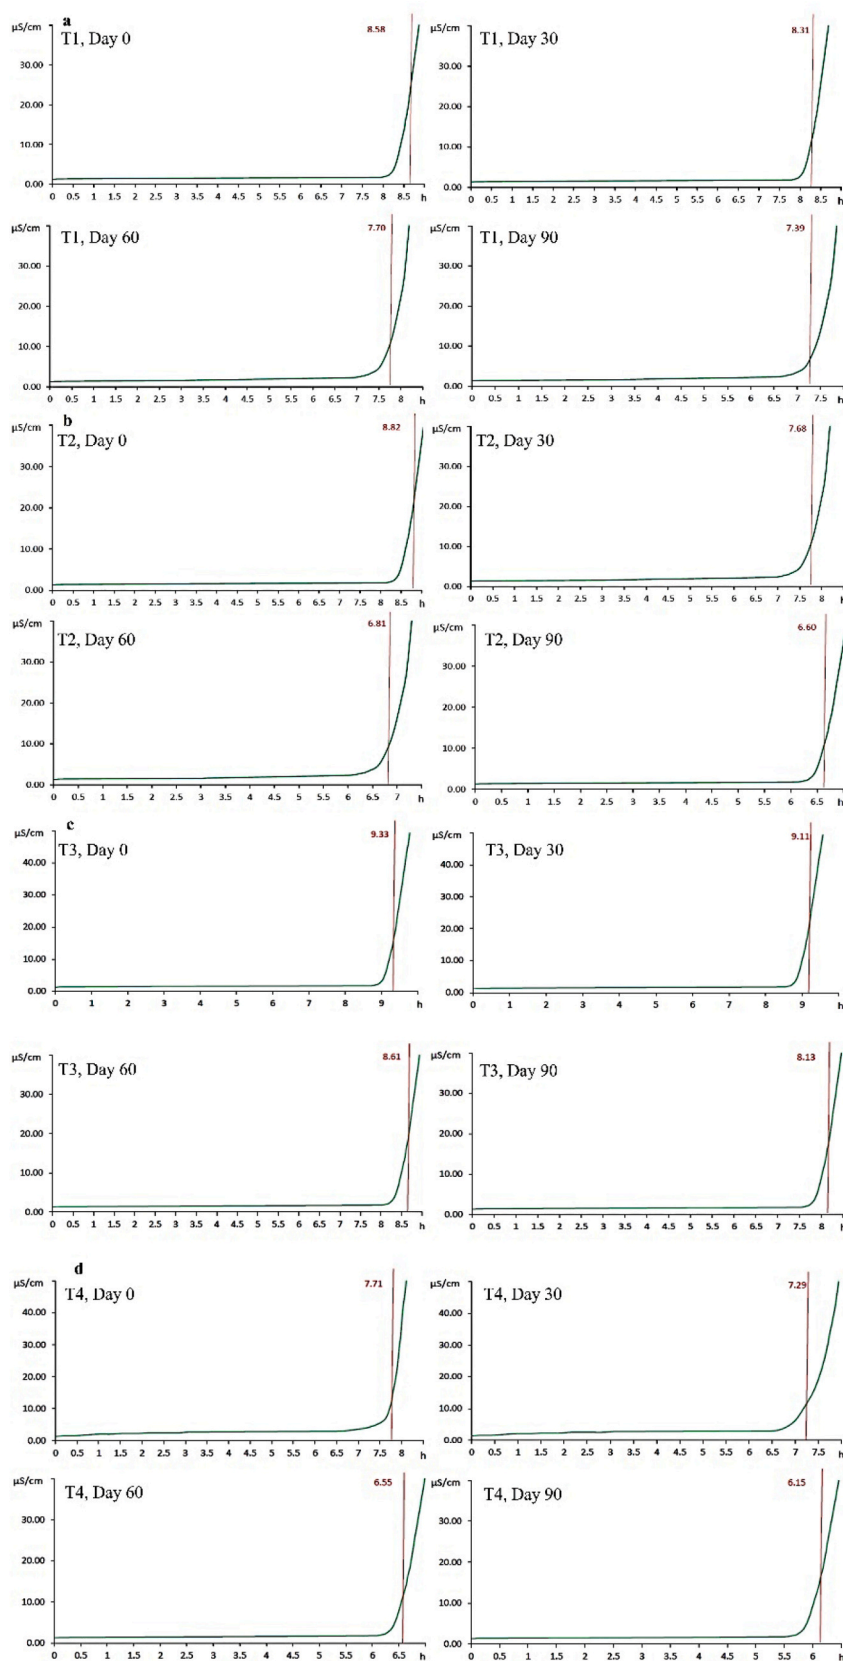 a
µS/cm
T1, Day 0
8.58
30.00
20.00
10.00
0.00
0 0.5 1 1.5 2 2.5 3 3.5 4 4.5 5 5.5 6 6.5 7 7.5 8 8.5 h
µS/cm
T1, Day 30
8.31
30.00
20.00
10.00
0.00
0 0.5 1 1.5 2 2.5 3 3.5 4 4.5 5 5.5 6 6.5 7 7.5 8 8.5 h
µS/cm
T1, Day 60
7.70
30.00
20.00
10.00
0.00
0 0.5 1 1.5 2 2.5 3 3.5 4 4.5 5 5.5 6 6.5 7 7.5 8 h
µS/cm
T1, Day 90
7.39
30.00
20.00
10.00
0.00
0 0.5 1 1.5 2 2.5 3 3.5 4 4.5 5 5.5 6 6.5 7 7.5 h
b
µS/cm
T2, Day 0
8.82
30.00
20.00
10.00
0.00
0 0.5 1 1.5 2 2.5 3 3.5 4 4.5 5 5.5 6 6.5 7 7.5 8 8.5 h
µS/cm
T2, Day 30
7.68
30.00
20.00
10.00
0.00
0 0.5 1 1.5 2 2.5 3 3.5 4 4.5 5 5.5 6 6.5 7 7.5 8 h
µS/cm
T2, Day 60
6.81
30.00
20.00
10.00
0.00
0 0.5 1 1.5 2 2.5 3 3.5 4 4.5 5 5.5 6 6.5 7 h
µS/cm
T2, Day 90
6.60
30.00
20.00
10.00
0.00
0 0.5 1 1.5 2 2.5 3 3.5 4 4.5 5 5.5 6 6.5 h
c
µS/cm
T3, Day 0
9.33
40.00
30.00
20.00
10.00
0.00
0 1 2 3 4 5 6 7 8 9 h
µS/cm
T3, Day 30
9.11
40.00
30.00
20.00
10.00
0.00
0 1 2 3 4 5 6 7 8 9 h
µS/cm
T3, Day 60
8.61
30.00
20.00
10.00
0.00
0 0.5 1 1.5 2 2.5 3 3.5 4 4.5 5 5.5 6 6.5 7 7.5 8 8.5 h
µS/cm
T3, Day 90
8.13
30.00
20.00
10.00
0.00
0 0.5 1 1.5 2 2.5 3 3.5 4 4.5 5 5.5 6 6.5 7 7.5 8 h
d
µS/cm
T4, Day 0
7.71
40.00
30.00
20.00
10.00
0.00
0 0.5 1 1.5 2 2.5 3 3.5 4 4.5 5 5.5 6 6.5 7 7.5 8 h
µS/cm
T4, Day 30
7.29
40.00
30.00
20.00
10.00
0.00
0 0.5 1 1.5 2 2.5 3 3.5 4 4.5 5 5.5 6 6.5 7 7.5 h
µS/cm
T4, Day 60
6.55
30.00
20.00
10.00
0.00
0 0.5 1 1.5 2 2.5 3 3.5 4 4.5 5 5.5 6 6.5 h
µS/cm
T4, Day 90
6.15
30.00
20.00
10.00
0.00
0 0.5 1 1.5 2 2.5 3 3.5 4 4.5 5 5.5 6 h